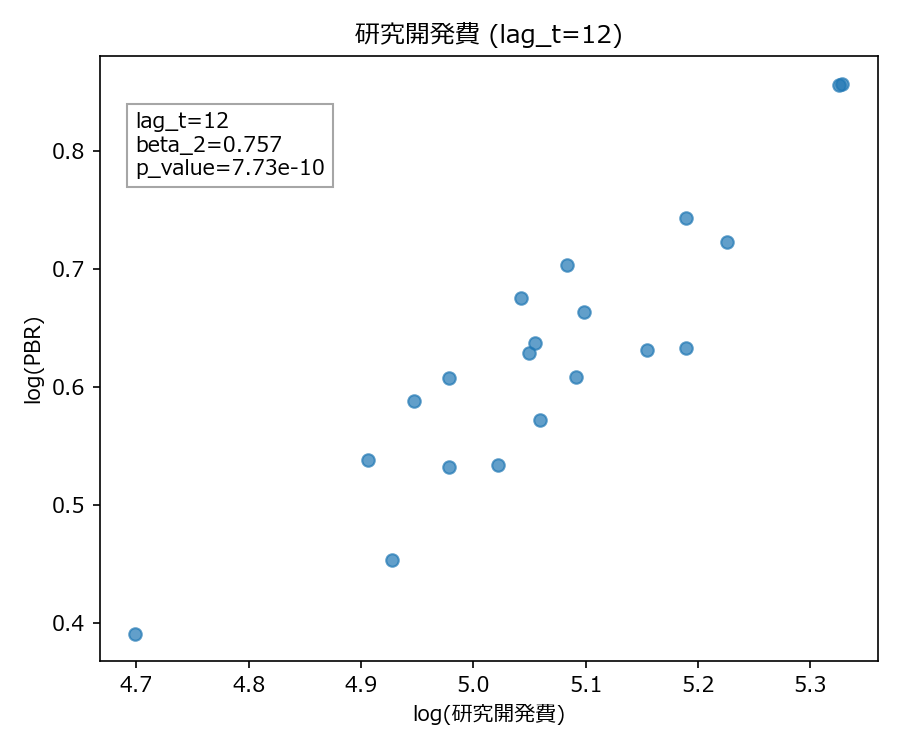 研究開発費 (lag_t=12)
lag_t=12
beta_2=0.757
p_value=7.73e-10
log(PBR)
0.8
0.7
0.6
0.5
0.4
4.7 4.8 4.9 5.0 5.1 5.2 5.3
log(研究開発費)